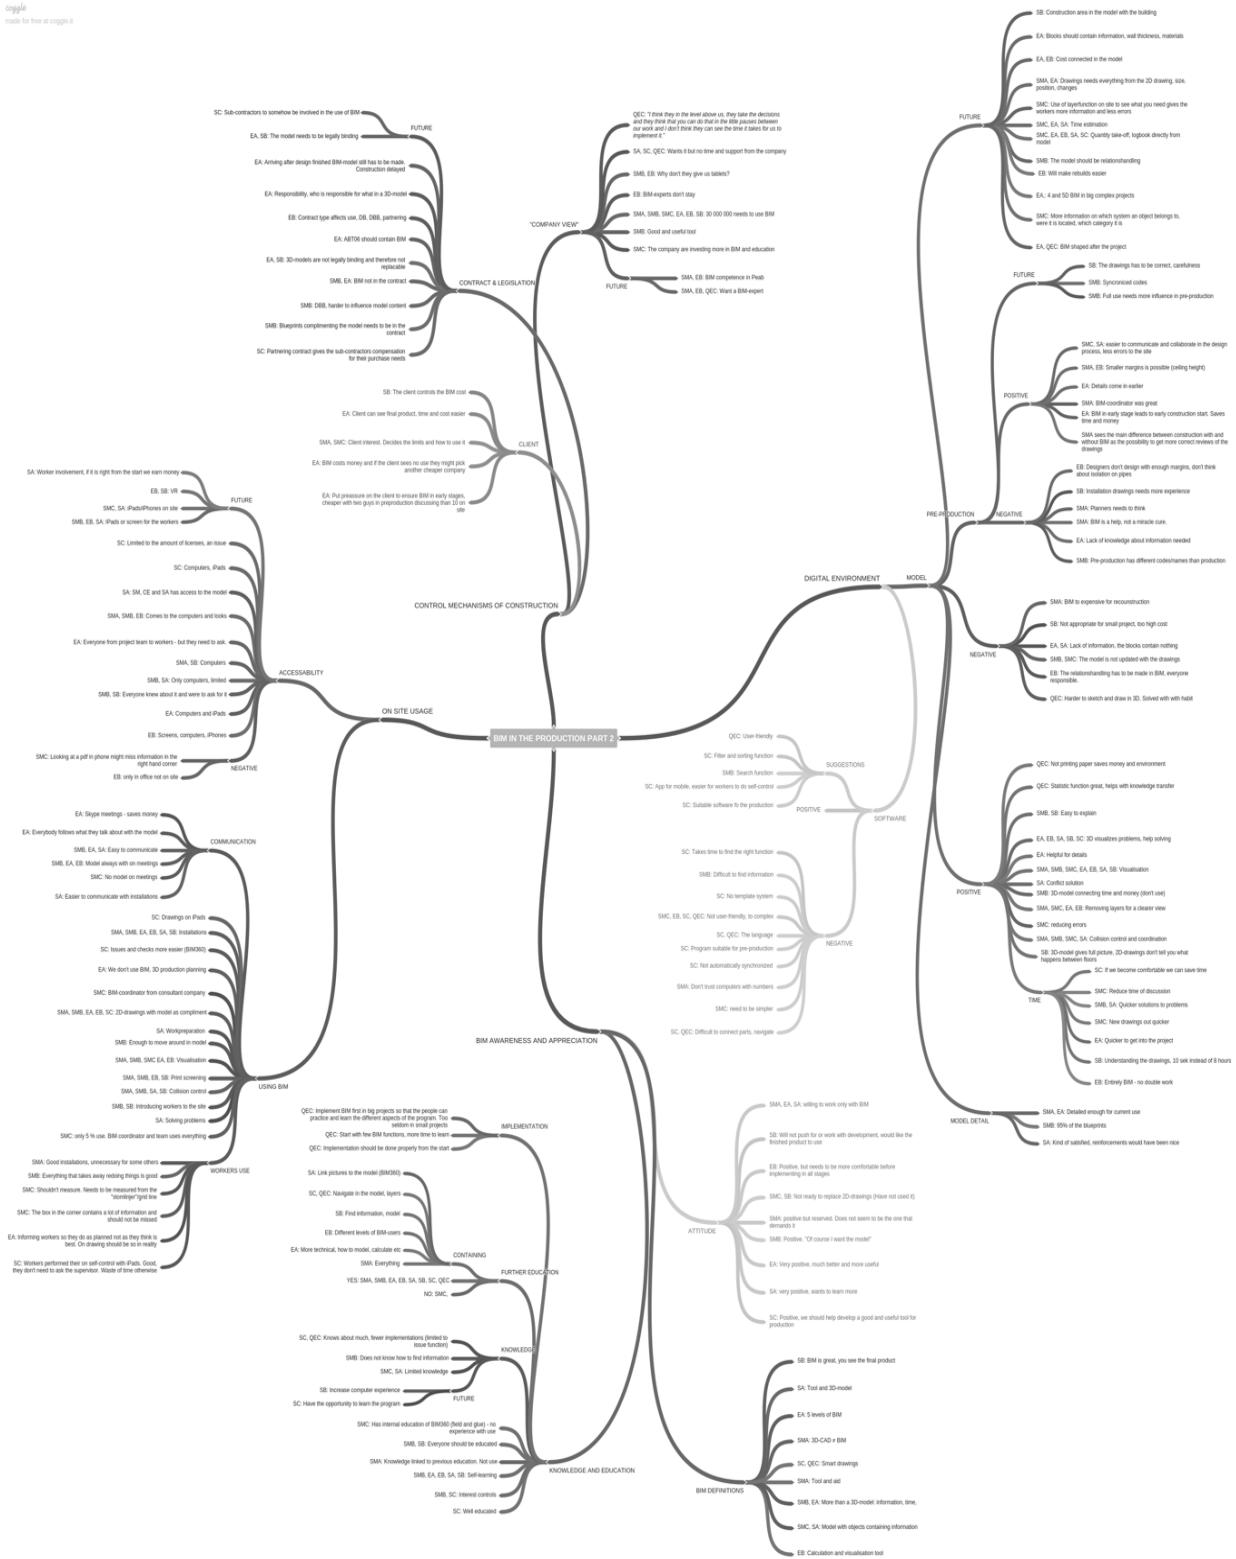 coggle
made for free at coggle.it
SC: Sub-contractors to somehow be involved in the use of BIM
FUTURE
EA, SB: The model needs to be legally binding
EA: Arriving after design finished BIM-model still has to be made.
Construction delayed
EA: Responsibility, who is responsible for what in a 3D-model
EB: Contract type affects use, DB, DBB, partnering
EA: ABT06 should contain BIM
EA, SB: 3D-models are not legally binding and therefore not
replacable
SMB, EA: BIM not in the contract
SMB: DBB, harder to influence model content
SMB: Blueprints complimenting the model needs to be in the
contract
SC: Partnering contract gives the sub-contractors compensation
for their purchase needs
CONTRACT & LEGISLATION
QEC: "I think they in the level above us, they take the decisions
and they think that you can do that in the little pauses between
our work and I don't think they can see the time it takes for us to
implement it."
SA, SC, QEC: Wants it but no time and support from the company
SMB, EB: Why don't they give us tablets?
EB: BIM-experts don't stay
SMA, SMB, SMC, EA, EB, SB: 30 000 000 needs to use BIM
SMB: Good and useful tool
SMC: The company are investing more in BIM and education
"COMPANY VIEW"
FUTURE
SMA, EB: BIM competence in Peab
SMA, EB, QEC: Want a BIM-expert
SB: The client controls the BIM cost
EA: Client can see final product, time and cost easier
SMA, SMC: Client interest. Decides the limits and how to use it
EA: BIM costs money and if the client sees no use they might pick
another cheaper company
EA: Put preassure on the client to ensure BIM in early stages,
cheaper with two guys in preproduction discussing than 10 on
site
CLIENT
CONTROL MECHANISMS OF CONSTRUCTION
SB: Construction area in the model with the building
EA: Blocks should contain information, wall thickness, materials
EA, EB: Cost connected in the model
SMA, EA: Drawings needs everything from the 2D drawing, size,
position, changes
SMC: Use of layerfunction on site to see what you need gives the
workers more information and less errors
FUTURE
SMC, EA, SA: Time estimation
SMC, EA, EB, SA, SC: Quantity take-off, logbook directly from
model
SMB: The model should be relationshandling
EB: Will make rebuilds easier
EA,: 4 and 5D BIM in big complex projects
SMC: More information on which system an object belongs to,
were it is located, which category it is
EA, QEC: BIM shaped after the project
FUTURE
SB: The drawings has to be correct, carefulness
SMB: Syncroniced codes
SMB: Full use needs more influence in pre-production
POSITIVE
SMC, SA: easier to communicate and collaborate in the design
process, less errors to the site
SMA, EB: Smaller margins is possible (ceiling height)
EA: Details come in earlier
SMA: BIM-coordinator was great
EA: BIM in early stage leads to early construction start. Saves
time and money
SMA sees the main difference between construction with and
without BIM as the possibility to get more correct reviews of the
drawings
PRE-PRODUCTION
NEGATIVE
EB: Designers don't design with enough margins, don't think
about isolation on pipes
SB: Installation drawings needs more experience
SMA: Planners needs to think
SMA: BIM is a help, not a miracle cure.
EA: Lack of knowledge about information needed
SMB: Pre-production has different codes/names than production
DIGITAL ENVIRONMENT
MODEL
NEGATIVE
SMA: BIM to expensive for recounstruction
SB: Not appropriate for small project, too high cost
EA, SA: Lack of information, the blocks contain nothing
SMB, SMC: The model is not updated with the drawings
EB: The relationshandling has to be made in BIM, everyone
responsible.
QEC: Harder to sketch and draw in 3D. Solved with with habit
SA: Worker involvement, if it is right from the start we earn money
EB, SB: VR
FUTURE
SMC, SA: iPads/iPhones on site
SMB, EB, SA: iPads or screen for the workers
SC: Limited to the amount of licenses, an issue
SC: Computers, iPads
SA: SM, CE and SA has access to the model
SMA, SMB, EB: Comes to the computers and looks
EA: Everyone from project team to workers - but they need to ask.
SMA, SB: Computers
SMB, SA: Only computers, limited
SMB, SB: Everyone knew about it and were to ask for it
EA: Computers and iPads
EB: Screens, computers, iPhones
SMC: Looking at a pdf in phone might miss information in the
right hand corner
EB: only in office not on site
NEGATIVE
ACCESSABILITY
ON SITE USAGE
BIM IN THE PRODUCTION PART 2
EA: Skype meetings - saves money
EA: Everybody follows what they talk about with the model
SMB, EA, SA: Easy to communicate
SMB, EA, EB: Model always with on meetings
SMC: No model on meetings
SA: Easier to communicate with installations
COMMUNICATION
SC: Drawings on iPads
SMA, SMB, EA, EB, SA, SB: Installations
SC: Issues and checks more easier (BIM360)
EA: We don't use BIM, 3D production planning
SMC: BIM-coordinator from consultant company
SMA, SMB, EA, EB, SC: 2D-drawings with model as compliment
SA: Workpreparation
SMB: Enough to move around in model
SMA, SMB, SMC EA, EB: Visualisation
SMA, SMB, EB, SB: Print screening
SMA, SMB, SA, SB: Collision control
SMB, SB: Introducing workers to the site
SA: Solving problems
SMC: only 5 % use. BIM coordinator and team uses everything
USING BIM
SMA: Good installations, unnecessary for some others
SMB: Everything that takes away redoing things is good
SMC: Shouldn't measure. Needs to be measured from the
"stomlinjer"/grid line
SMC: The box in the corner contains a lot of information and
should not be missed
EA: Informing workers so they do as planned not as they think is
best. On drawing should be so in reality
SC: Workers performed their on self-control with iPads. Good,
they don't need to ask the supervisor. Waste of time otherwise
WORKERS USE
QEC: User-friendly
SC: Filter and sorting function
SMB: Search function
SC: App for mobile, easier for workers to do self-control
SC: Suitable software fo the production
SUGGESTIONS
POSITIVE
SOFTWARE
SC: Takes time to find the right function
SMB: Difficult to find information
SC: No template system
SMC, EB, SC, QEC: Not user-friendly, to complex
SC, QEC: The language
SC: Program suitable for pre-production
SC: Not automatically synchronized
SMA: Don't trust computers with numbers
SMC: need to be simpler
SC, QEC: Difficult to connect parts, navigate
NEGATIVE
QEC: Not printing paper saves money and environment
QEC: Statistic function great, helps with knowledge transfer
SMB, SB: Easy to explain
EA, EB, SA, SB, SC: 3D visualizes problems, help solving
EA: Helpful for details
SMA, SMB, SMC, EA, EB, SA, SB: Visualisation
SA: Conflict solution
SMB: 3D-model connecting time and money (don't use)
SMA, SMC, EA, EB: Removing layers for a clearer view
SMC: reducing errors
SMA, SMB, SMC, SA: Collision control and coordination
SB: 3D-model gives full picture, 2D-drawings don't tell you what
happens between floors
POSITIVE
TIME
SC: If we become comfortable we can save time
SMC: Reduce time of discussion
SMB, SA: Quicker solutions to problems
SMC: New drawings out quicker
EA: Quicker to get into the project
SB: Understanding the drawings, 10 sek instead of 8 hours
EB: Entirely BIM - no double work
MODEL DETAIL
SMA, EA: Detailed enough for current use
SMB: 95% of the blueprints
SA: Kind of satisfied, reinforcements would have been nice
BIM AWARENESS AND APPRECIATION
QEC: Implement BIM first in big projects so that the people can
practice and learn the different aspects of the program. Too
seldom in small projects
QEC: Start with few BIM functions, more time to learn
QEC: Implementation should be done properly from the start
IMPLEMENTATION
SA: Link pictures to the model (BIM360)
SC, QEC: Navigate in the model, layers
SB: Find information, model
EB: Different levels of BIM-users
EA: More technical, how to model, calculate etc
SMA: Everything
CONTAINING
YES: SMA, SMB, EA, EB, SA, SB, SC, QEC
NO: SMC,
FURTHER EDUCATION
SC, QEC: Knows about much, fewer implementations (limited to
issue function)
SMB: Does not know how to find information
SMC, SA: Limited knowledge
KNOWLEDGE
SB: Increase computer experience
SC: Have the opportunity to learn the program
FUTURE
SMC: Has internal education of BIM360 (field and glue) - no
experience with use
SMB, SB: Everyone should be educated
SMA: Knowledge linked to previous education. Not use
SMB, EA, EB, SA, SB: Self-learning
SMB, SC: Interest controls
SC: Well educated
KNOWLEDGE AND EDUCATION
SMA, EA, SA: willing to work only with BIM
SB: Will not push for or work with development, would like the
finished product to use
EB: Positive, but needs to be more comfortable before
implementing in all stages
SMC, SB: Not ready to replace 2D-drawings (Have not used it)
SMA: positive but reserved. Does not seem to be the one that
demands it
SMB: Positive. "Of course I want the model"
EA: Very positive, much better and more useful
SA: very positive, wants to learn more
SC: Positive, we should help develop a good and useful tool for
production
ATTITUDE
SB: BIM is great, you see the final product
SA: Tool and 3D-model
EA: 5 levels of BIM
SMA: 3D-CAD ≠ BIM
SC, QEC: Smart drawings
SMA: Tool and aid
SMB, EA: More than a 3D-model: information, time,
SMC, SA: Model with objects containing information
EB: Calculation and visualisation tool
BIM DEFINITIONS